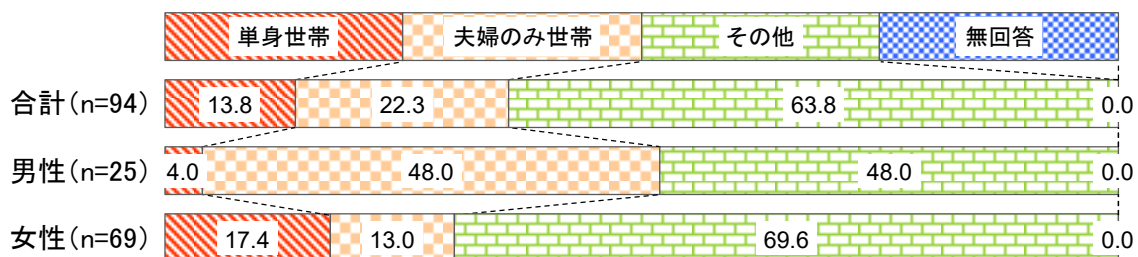 単身世帯 夫婦のみ世帯 その他 無回答
合計(n=94) 13.8 22.3 63.8 0.0
男性(n=25) 4.0 48.0 48.0 0.0
女性(n=69) 17.4 13.0 69.6 0.0